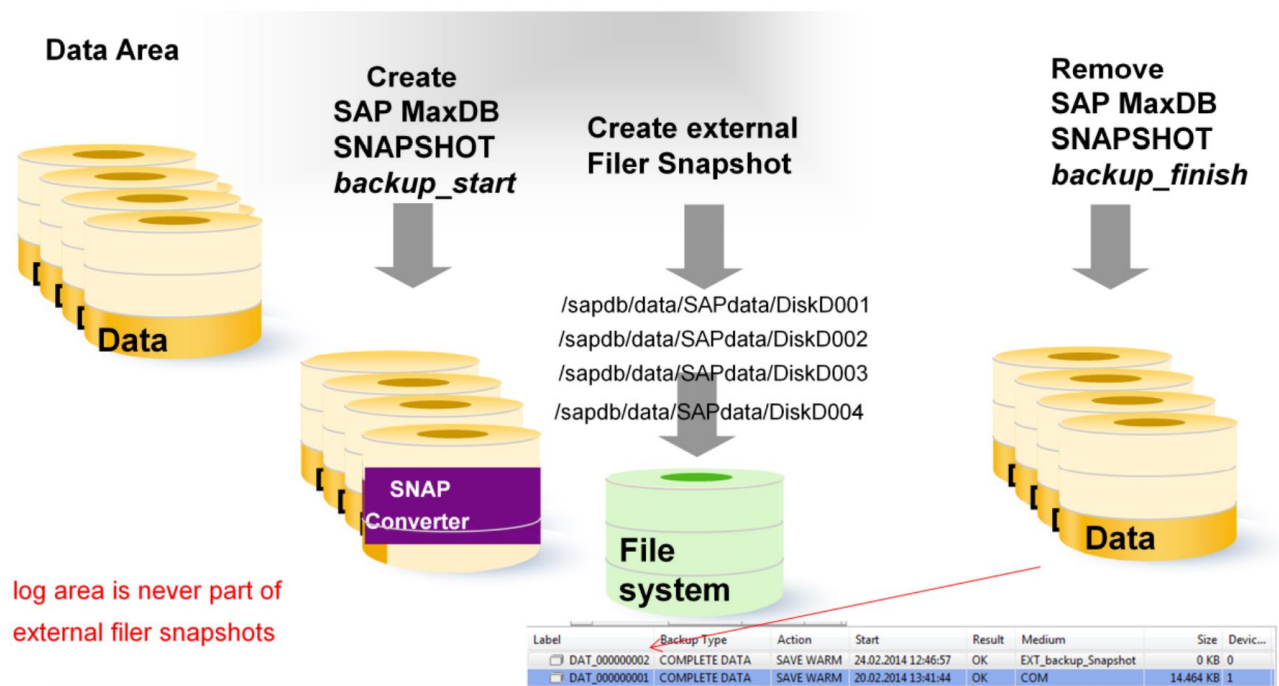 Data Area
Create
SAP MaxDB
SNAPSHOT
backup_start
Create external
Filer Snapshot
Remove
SAP MaxDB
SNAPSHOT
backup_finish
D
D
D
Data
/sapdb/data/SAPdata/DiskD001
/sapdb/data/SAPdata/DiskD002
/sapdb/data/SAPdata/DiskD003
/sapdb/data/SAPdata/DiskD004
SNAP
Converter
File
system
D
D
D
Data
log area is never part of
external filer snapshots
Label Backup Type Action Start Result Medium Size Devic...
DAT_000000002 COMPLETE DATA SAVE WARM 24.02.2014 12:46:57 OK EXT_backup_Snapshot 0 KB 0
DAT_000000001 COMPLETE DATA SAVE WARM 20.02.2014 13:41:44 OK COM 14.464 KB 1